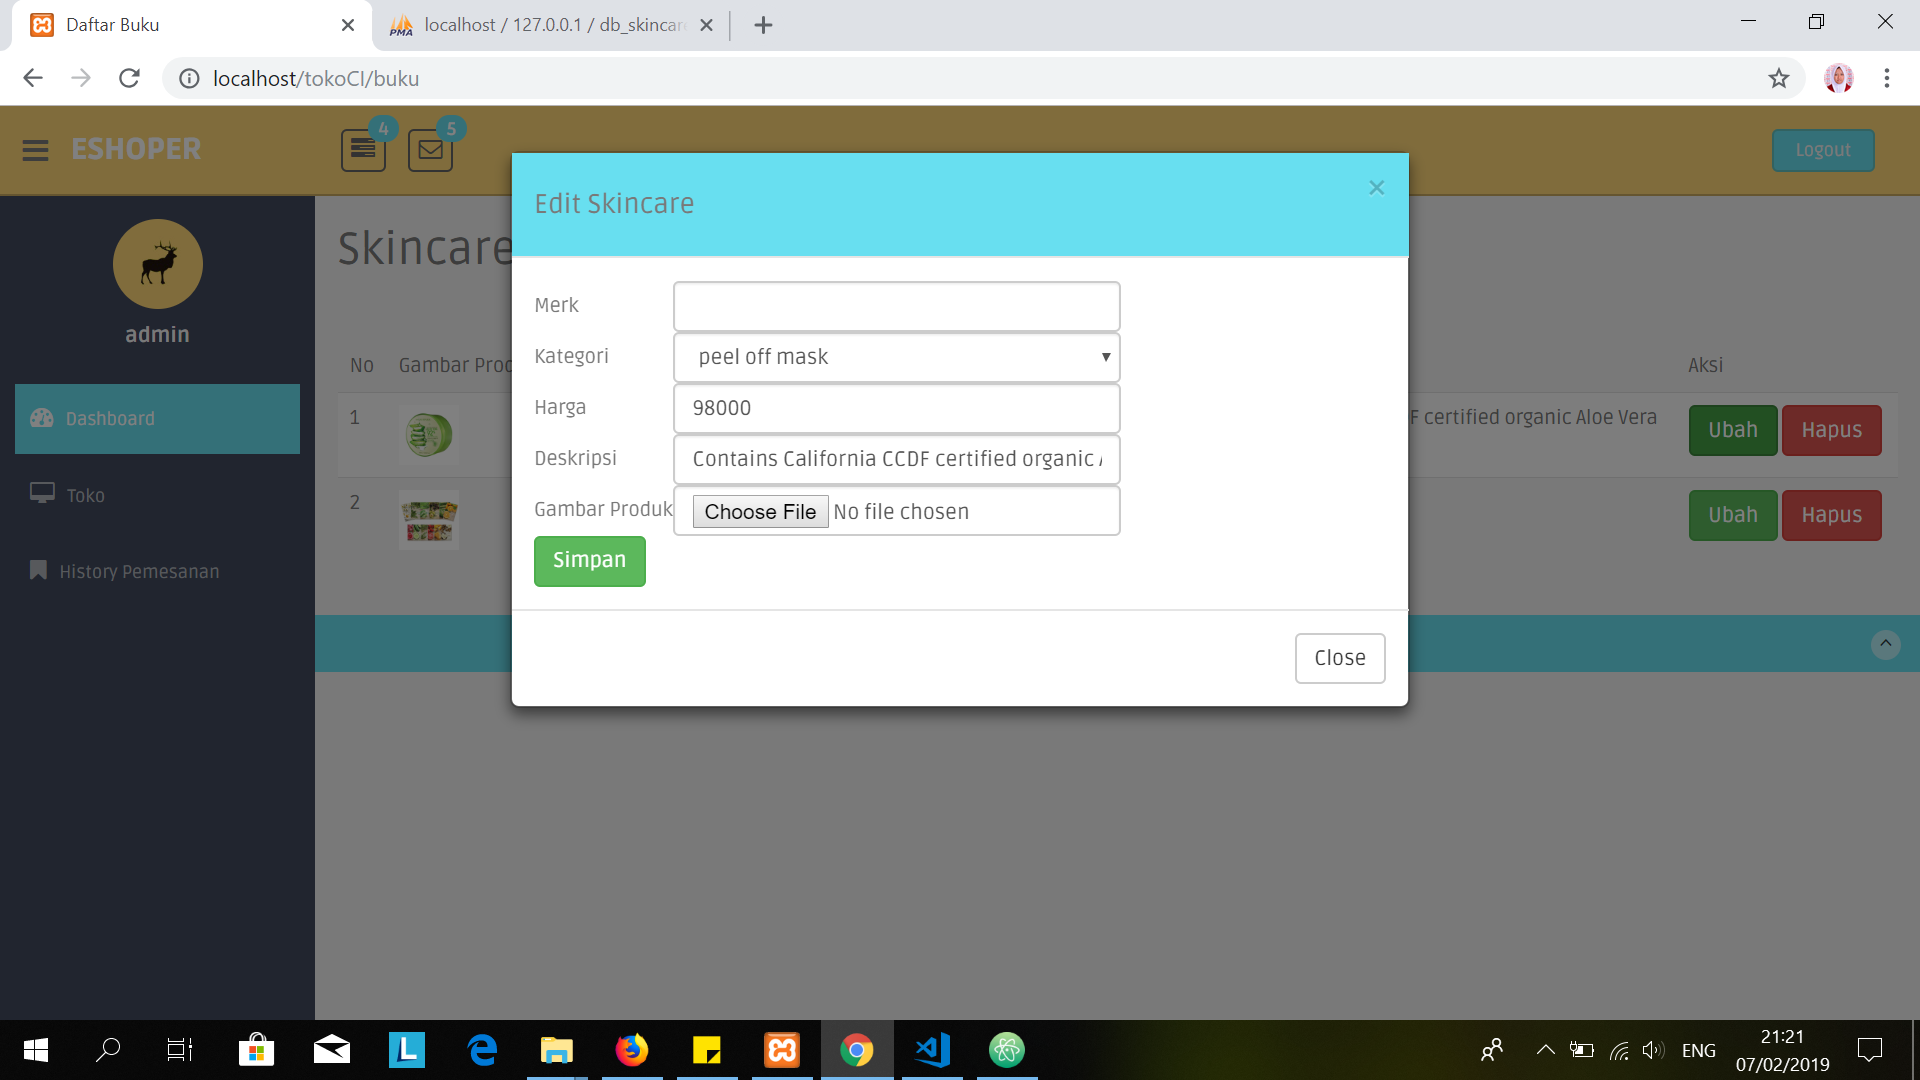 Daftar Buku
localhost / 127.0.0.1 / db_skincar
localhost/tokoCI/buku
ESHOPER
4
5
Logout
Edit Skincare
×
Skincare
admin
Merk
Kategori
peel off mask
Harga
98000
Deskripsi
Contains California CCDF certified organic
Gambar Produk
Choose File No file chosen
Simpan
Close
No
Gambar Proc
Aksi
1
F certified organic Aloe Vera
Ubah
Hapus
2
Ubah
Hapus
Dashboard
Toko
History Pemesanan
PMA
L
ENG
21:21
07/02/2019